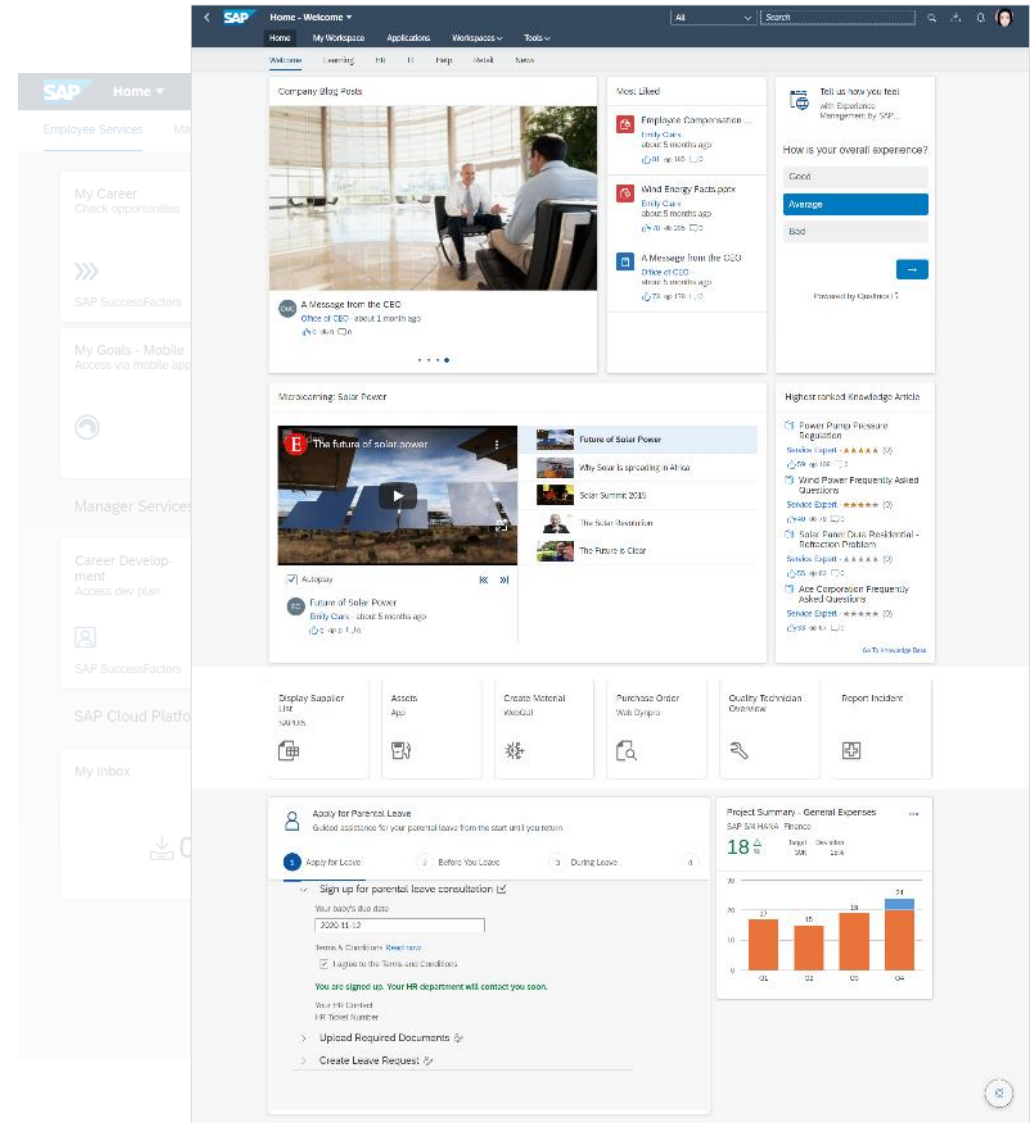 SAP
Home
Employee Services
My Career
Check opportunities
SAP SuccessFactors
My Goals - Mobile
Access via mobile app
Manager Services
Career Develop-
ment
Access dev plan
SAP SuccessFactors
SAP Cloud Platfo
My Inbox
SAP
Home - Welcome
All
Search
Home
My Workspace
Applications
Workspaces
Tools
Welcome
Learning
HR
IT
Help
Retail
News
Company Blog Posts
A Message from the CEO
Office of CEO · about 1 month ago
0 0 0
Most Liked
Employee Compensation ...
Emily Clark
about 5 months ago
Wind Energy Facts.pptx
Emily Clark
about 5 months ago
A Message from the CEO
Office of CEO
about 5 months ago
Tell us how you feel
with Experience
Management by SAP...
How is your overall experience?
Good
Average
Bad
Powered by Qualtrics
Microlearning: Solar Power
The future of solar power
Autoplay
Future of Solar Power
Emily Clark · about 5 months ago
Future of Solar Power
Why Solar is spreading in Africa
Solar Summit 2015
The Solar Revolution
The Future is Clear
Highest ranked Knowledge Article
Power Pump Pressure
Regulation
Service Expert · ★★★★★ (0)
Wind Power Frequently Asked
Questions
Service Expert · ★★★★★ (0)
Solar Panel Dura Residential -
Refraction Problem
Service Expert · ★★★★★ (0)
Ace Corporation Frequently
Asked Questions
Service Expert · ★★★★★ (0)
Go To Knowledge Base
Display Supplier
List
SAPUI5
Assets
App
Create Material
WebGUI
Purchase Order
Web Dynpro
Quality Technician
Overview
Report Incident
Apply for Parental Leave
Guided assistance for your parental leave from the start until you return
1 Apply for Leave
2 Before You Leave
3 During Leave
4
Sign up for parental leave consultation
Your baby's due date
2020-11-12
Terms & Conditions Read now
I agree to the Terms and Conditions
You are signed up. Your HR department will contact you soon.
Your HR Contact
HR Ticket Number
Upload Required Documents
Create Leave Request
Project Summary - General Expenses
SAP S/4 HANA Finance
18
Target
Deviation
30
20
10
0
17
15
19
24
Q1
Q2
Q3
Q4